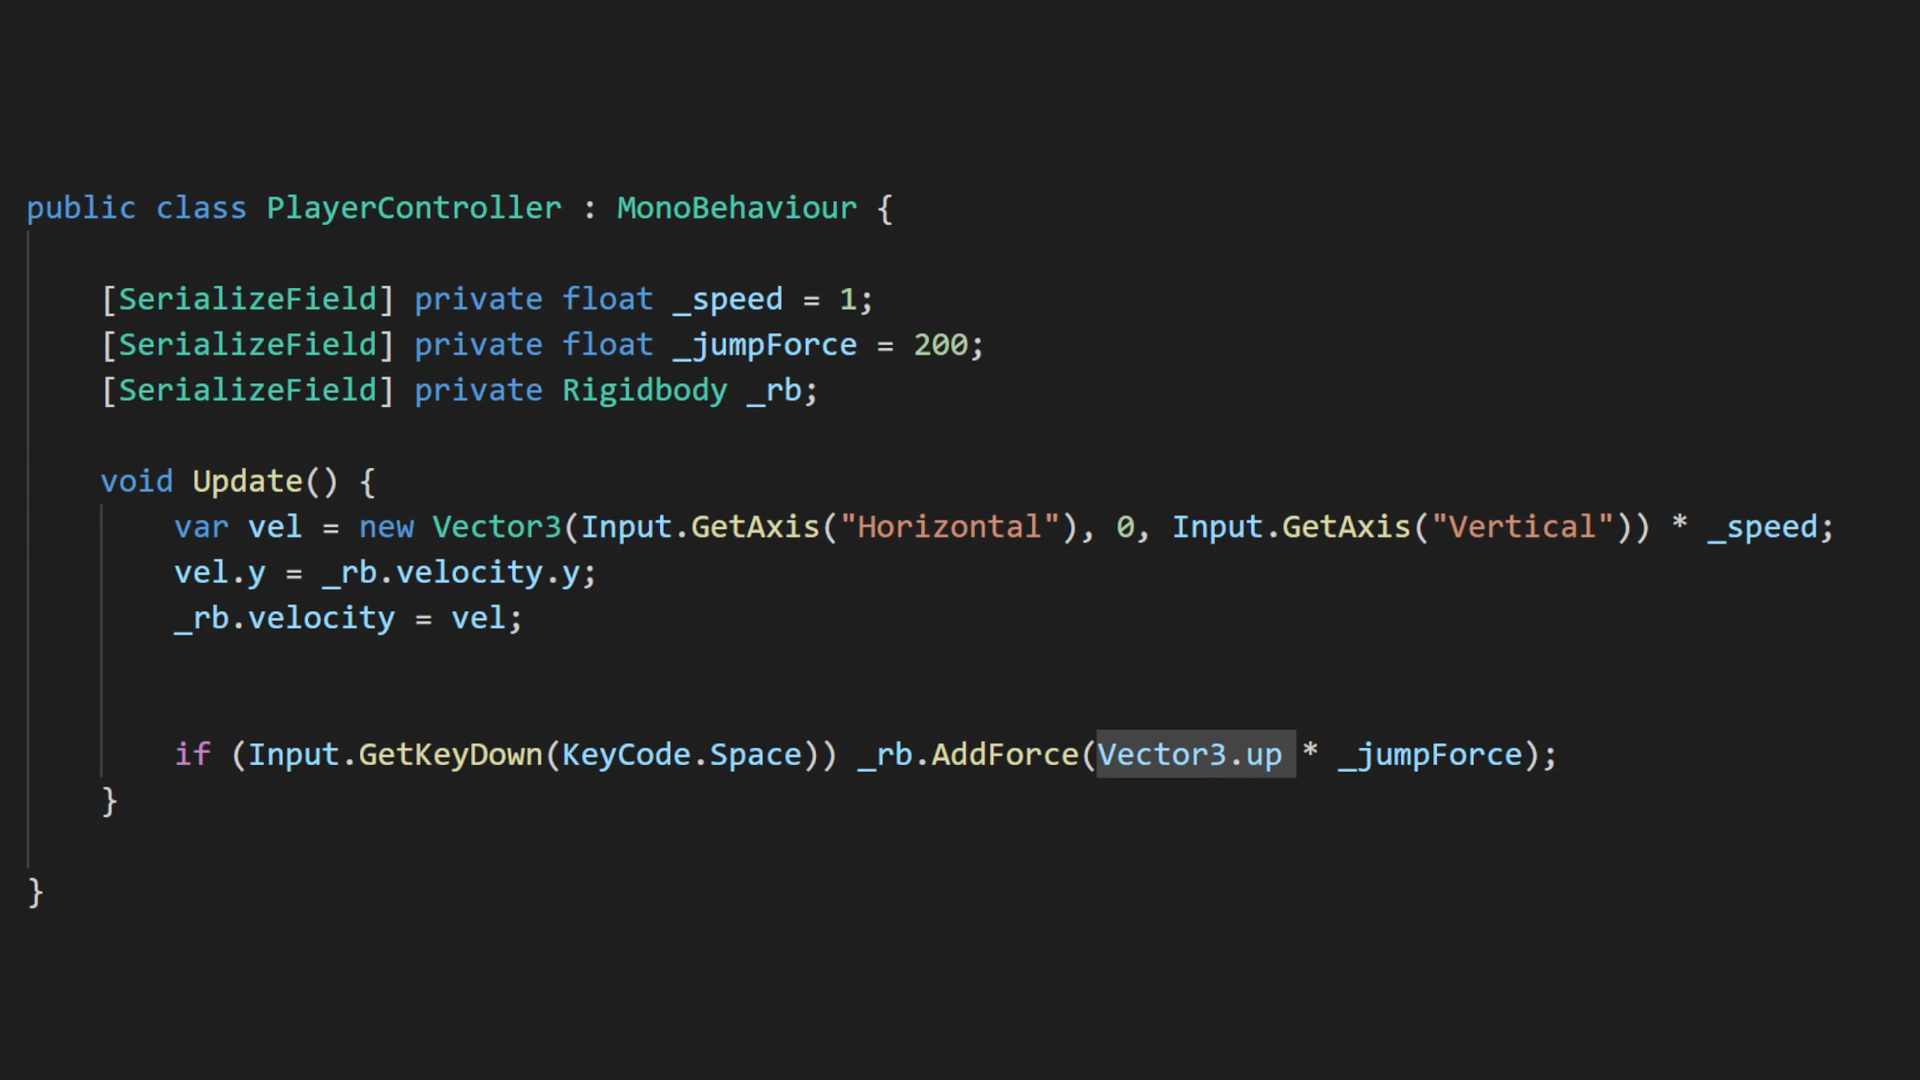 public class PlayerController : MonoBehaviour {
[SerializeField] private float _speed = 1;
[SerializeField] private float _jumpForce = 200;
[SerializeField] private Rigidbody _rb;
void Update() {
var vel = new Vector3(Input.GetAxis("Horizontal"), 0, Input.GetAxis("Vertical")) * _speed;
vel.y = _rb.velocity.y;
_rb.velocity = vel;
if (Input.GetKeyDown(KeyCode.Space)) _rb.AddForce(Vector3.up * _jumpForce);
}
}